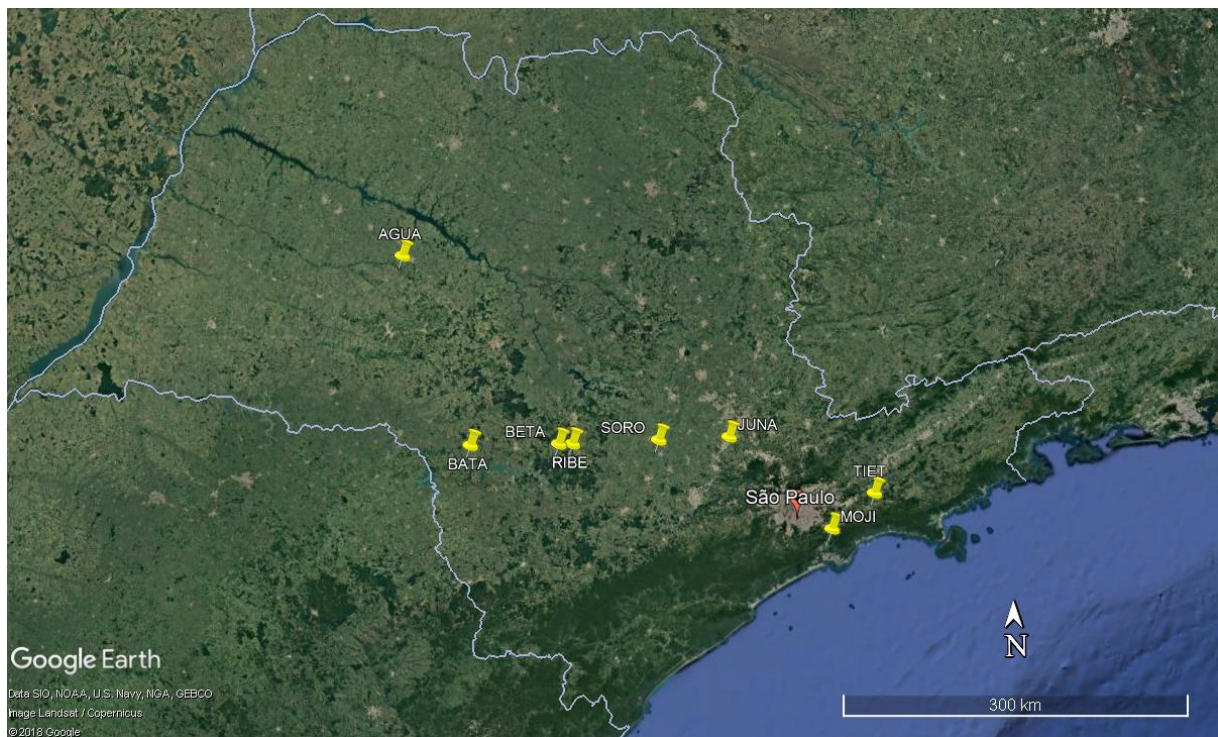 AGUA
BETA
SORO
JUNA
BATA
RIBE
TIET
São Paulo
MOJI
N
Google Earth
Data SIO, NOAA, U.S. Navy, NGA, GEBCO
Image Landsat / Copernicus
© 2018 Google
300 km